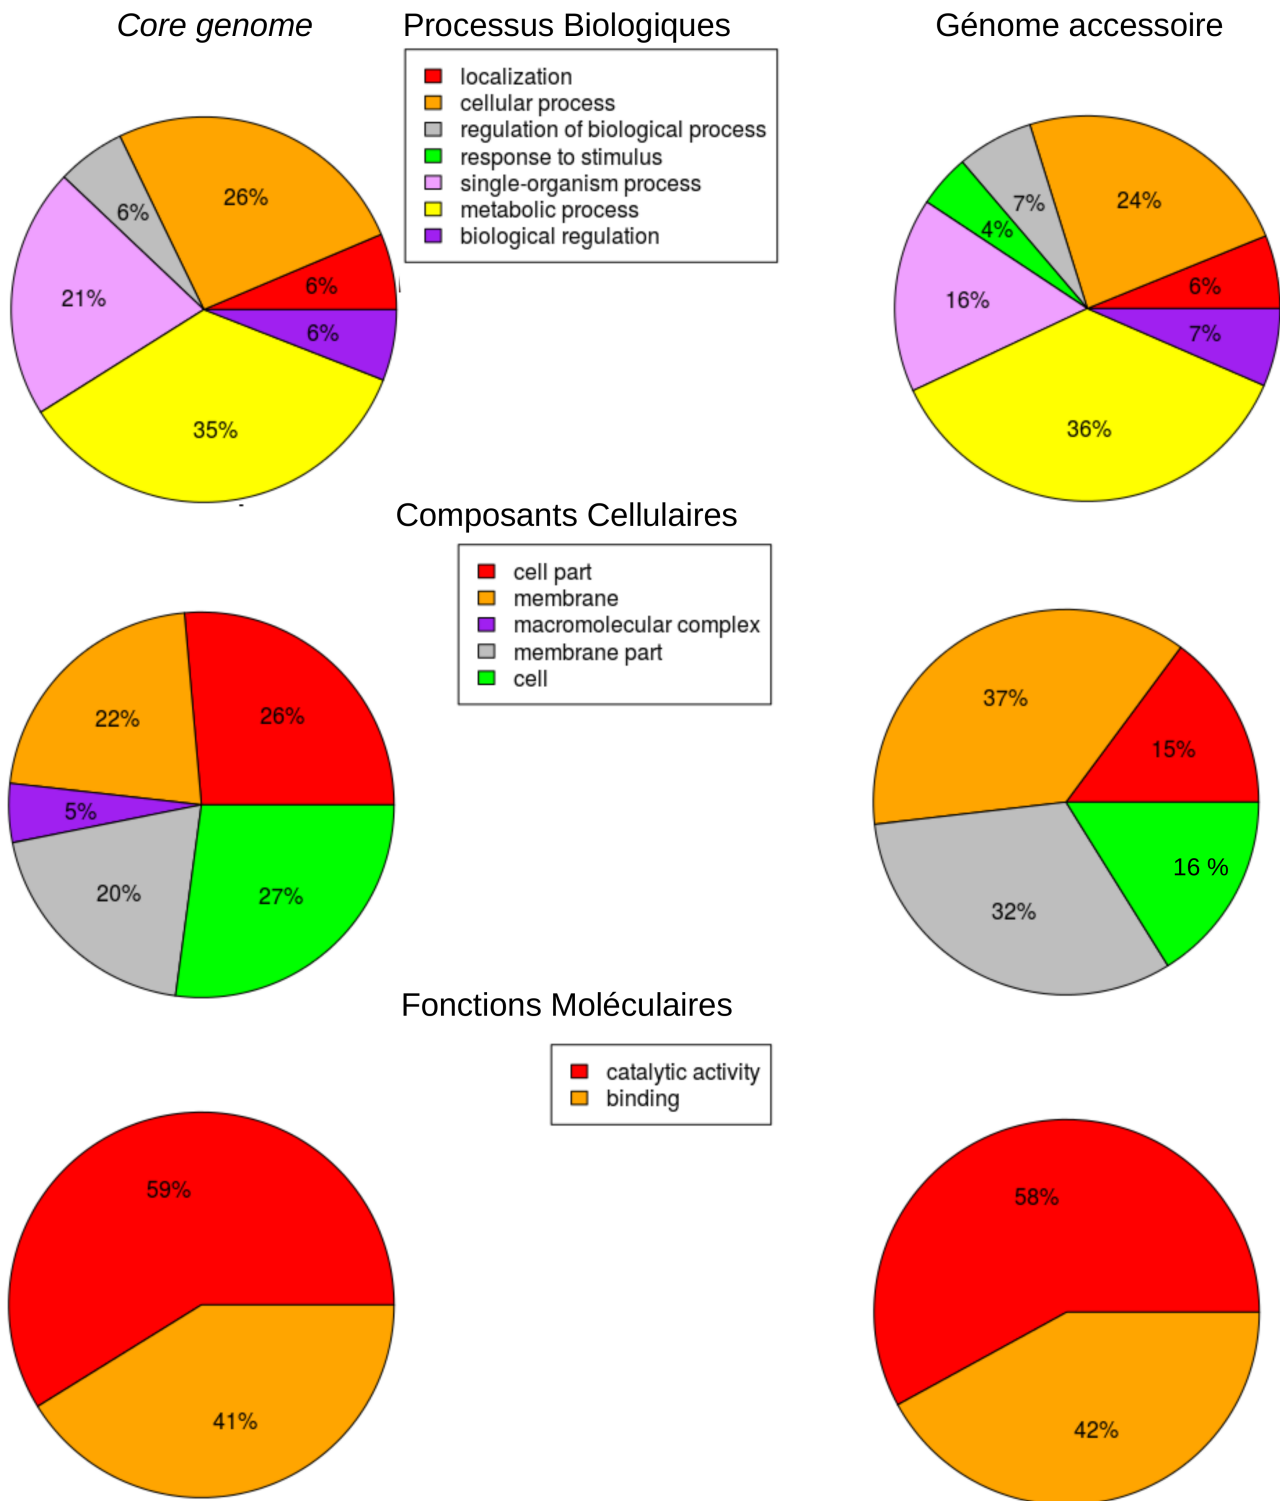 Core genome
Processus Biologiques
Génome accessoire
localization
cellular process
regulation of biological process
response to stimulus
single-organism process
metabolic process
biological regulation
26%
6%
6%
21%
6%
35%
24%
7%
4%
6%
16%
7%
36%
Composants Cellulaires
cell part
membrane
macromolecular complex
membrane part
cell
22%
26%
5%
20%
27%
37%
15%
16 %
32%
Fonctions Moléculaires
catalytic activity
binding
59%
41%
58%
42%